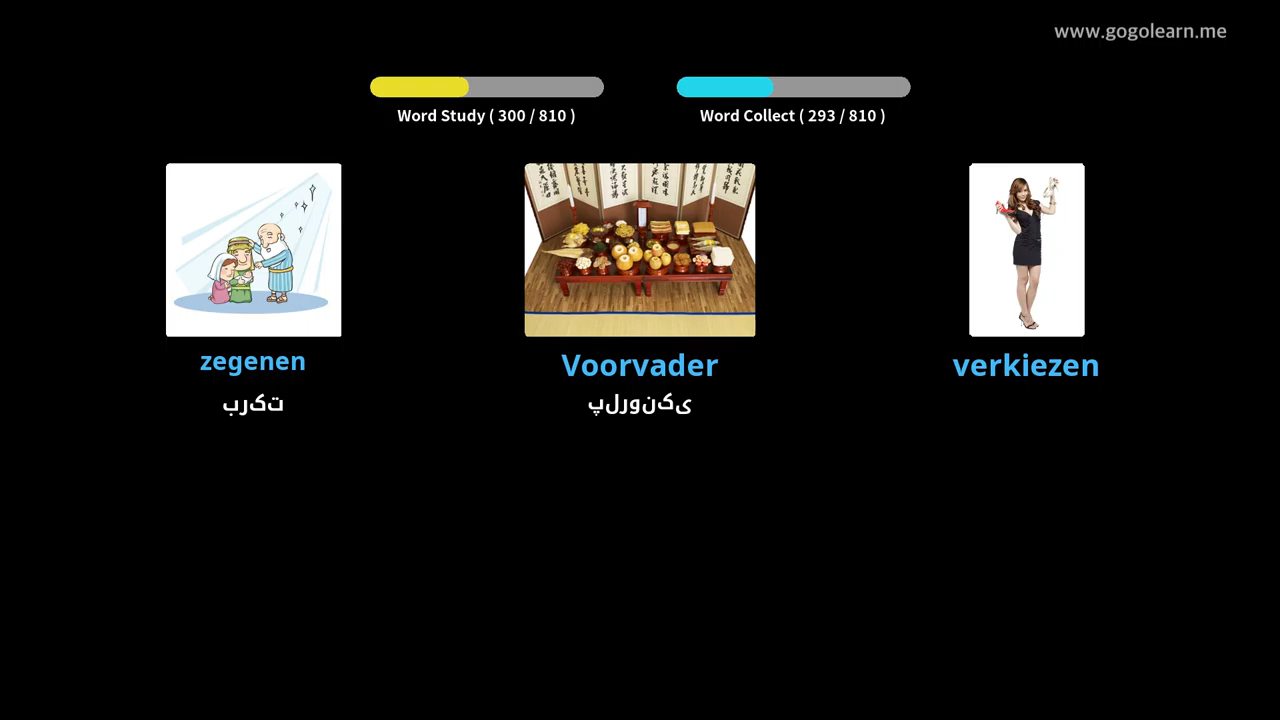 www.gogolearn.me
Word Study ( 300 / 810 )
Word Collect ( 293 / 810 )
zegenen
تکرب
Voorvader
یکنورلپ
verkiezen